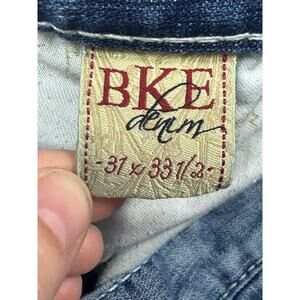 BKE
denim
-31 x 33 1/2-